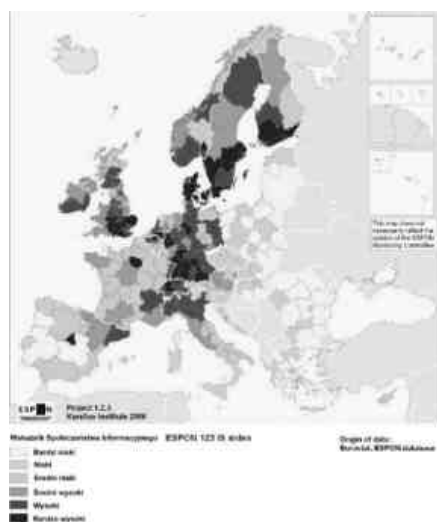 This map does not
necessarily reflect the
opinion of the ESPON
Monitoring Committee
ESPON
Project 1.2.3
Karelian Institute 2006
Wskaźnik Społeczeństwa Informacyjnego ESPON 123 IS index
Origin of data:
Eurostat, ESPON database
Bardzo niski
Niski
Średnio niski
Średnio wysoki
Wysoki
Bardzo wysoki